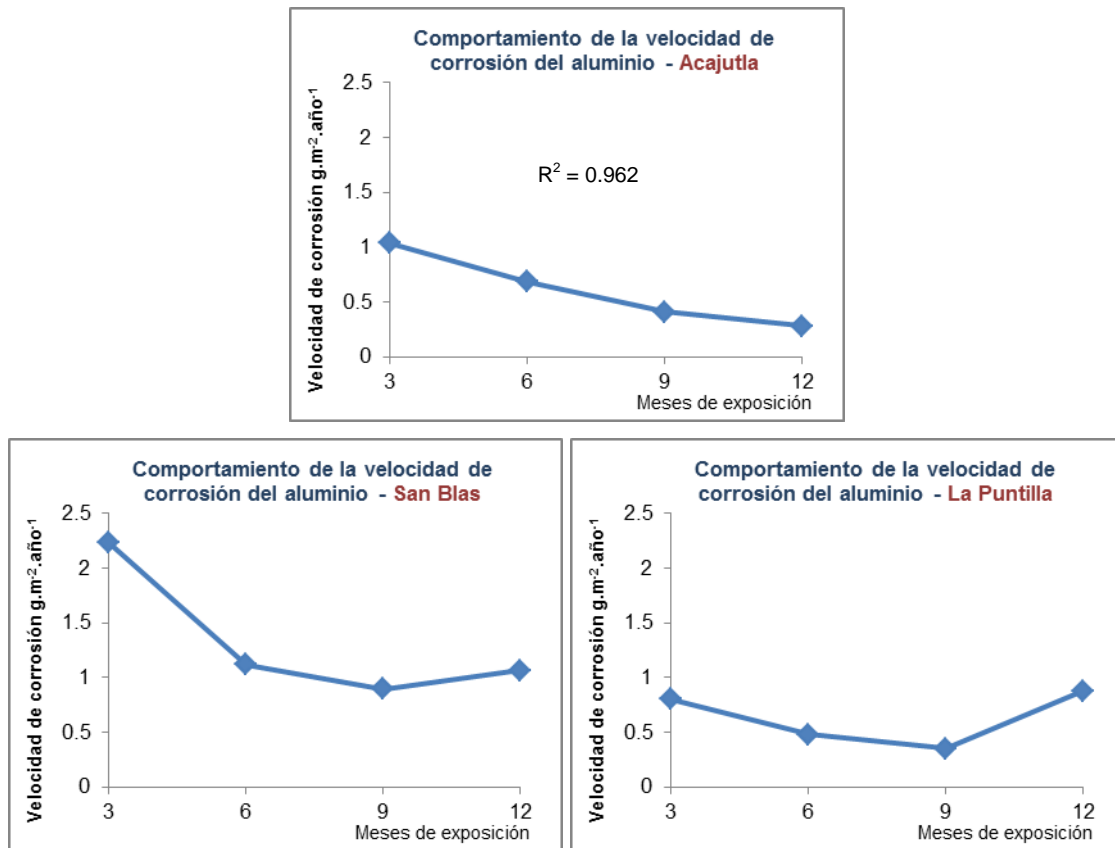 Comportamiento de la velocidad de
corrosión del aluminio - Acajutla
Velocidad de corrosión g.m⁻².año⁻¹
2.5
2
1.5
1
0.5
0
R² = 0.962
3 6 9 12
Meses de exposición
Comportamiento de la velocidad de
corrosión del aluminio - San Blas
Velocidad de corrosión g.m⁻².año⁻¹
2.5
2
1.5
1
0.5
0
3 6 9 12
Meses de exposición
Comportamiento de la velocidad de
corrosión del aluminio - La Puntilla
Velocidad de corrosión g.m⁻².año⁻¹
2.5
2
1.5
1
0.5
0
3 6 9 12
Meses de exposición